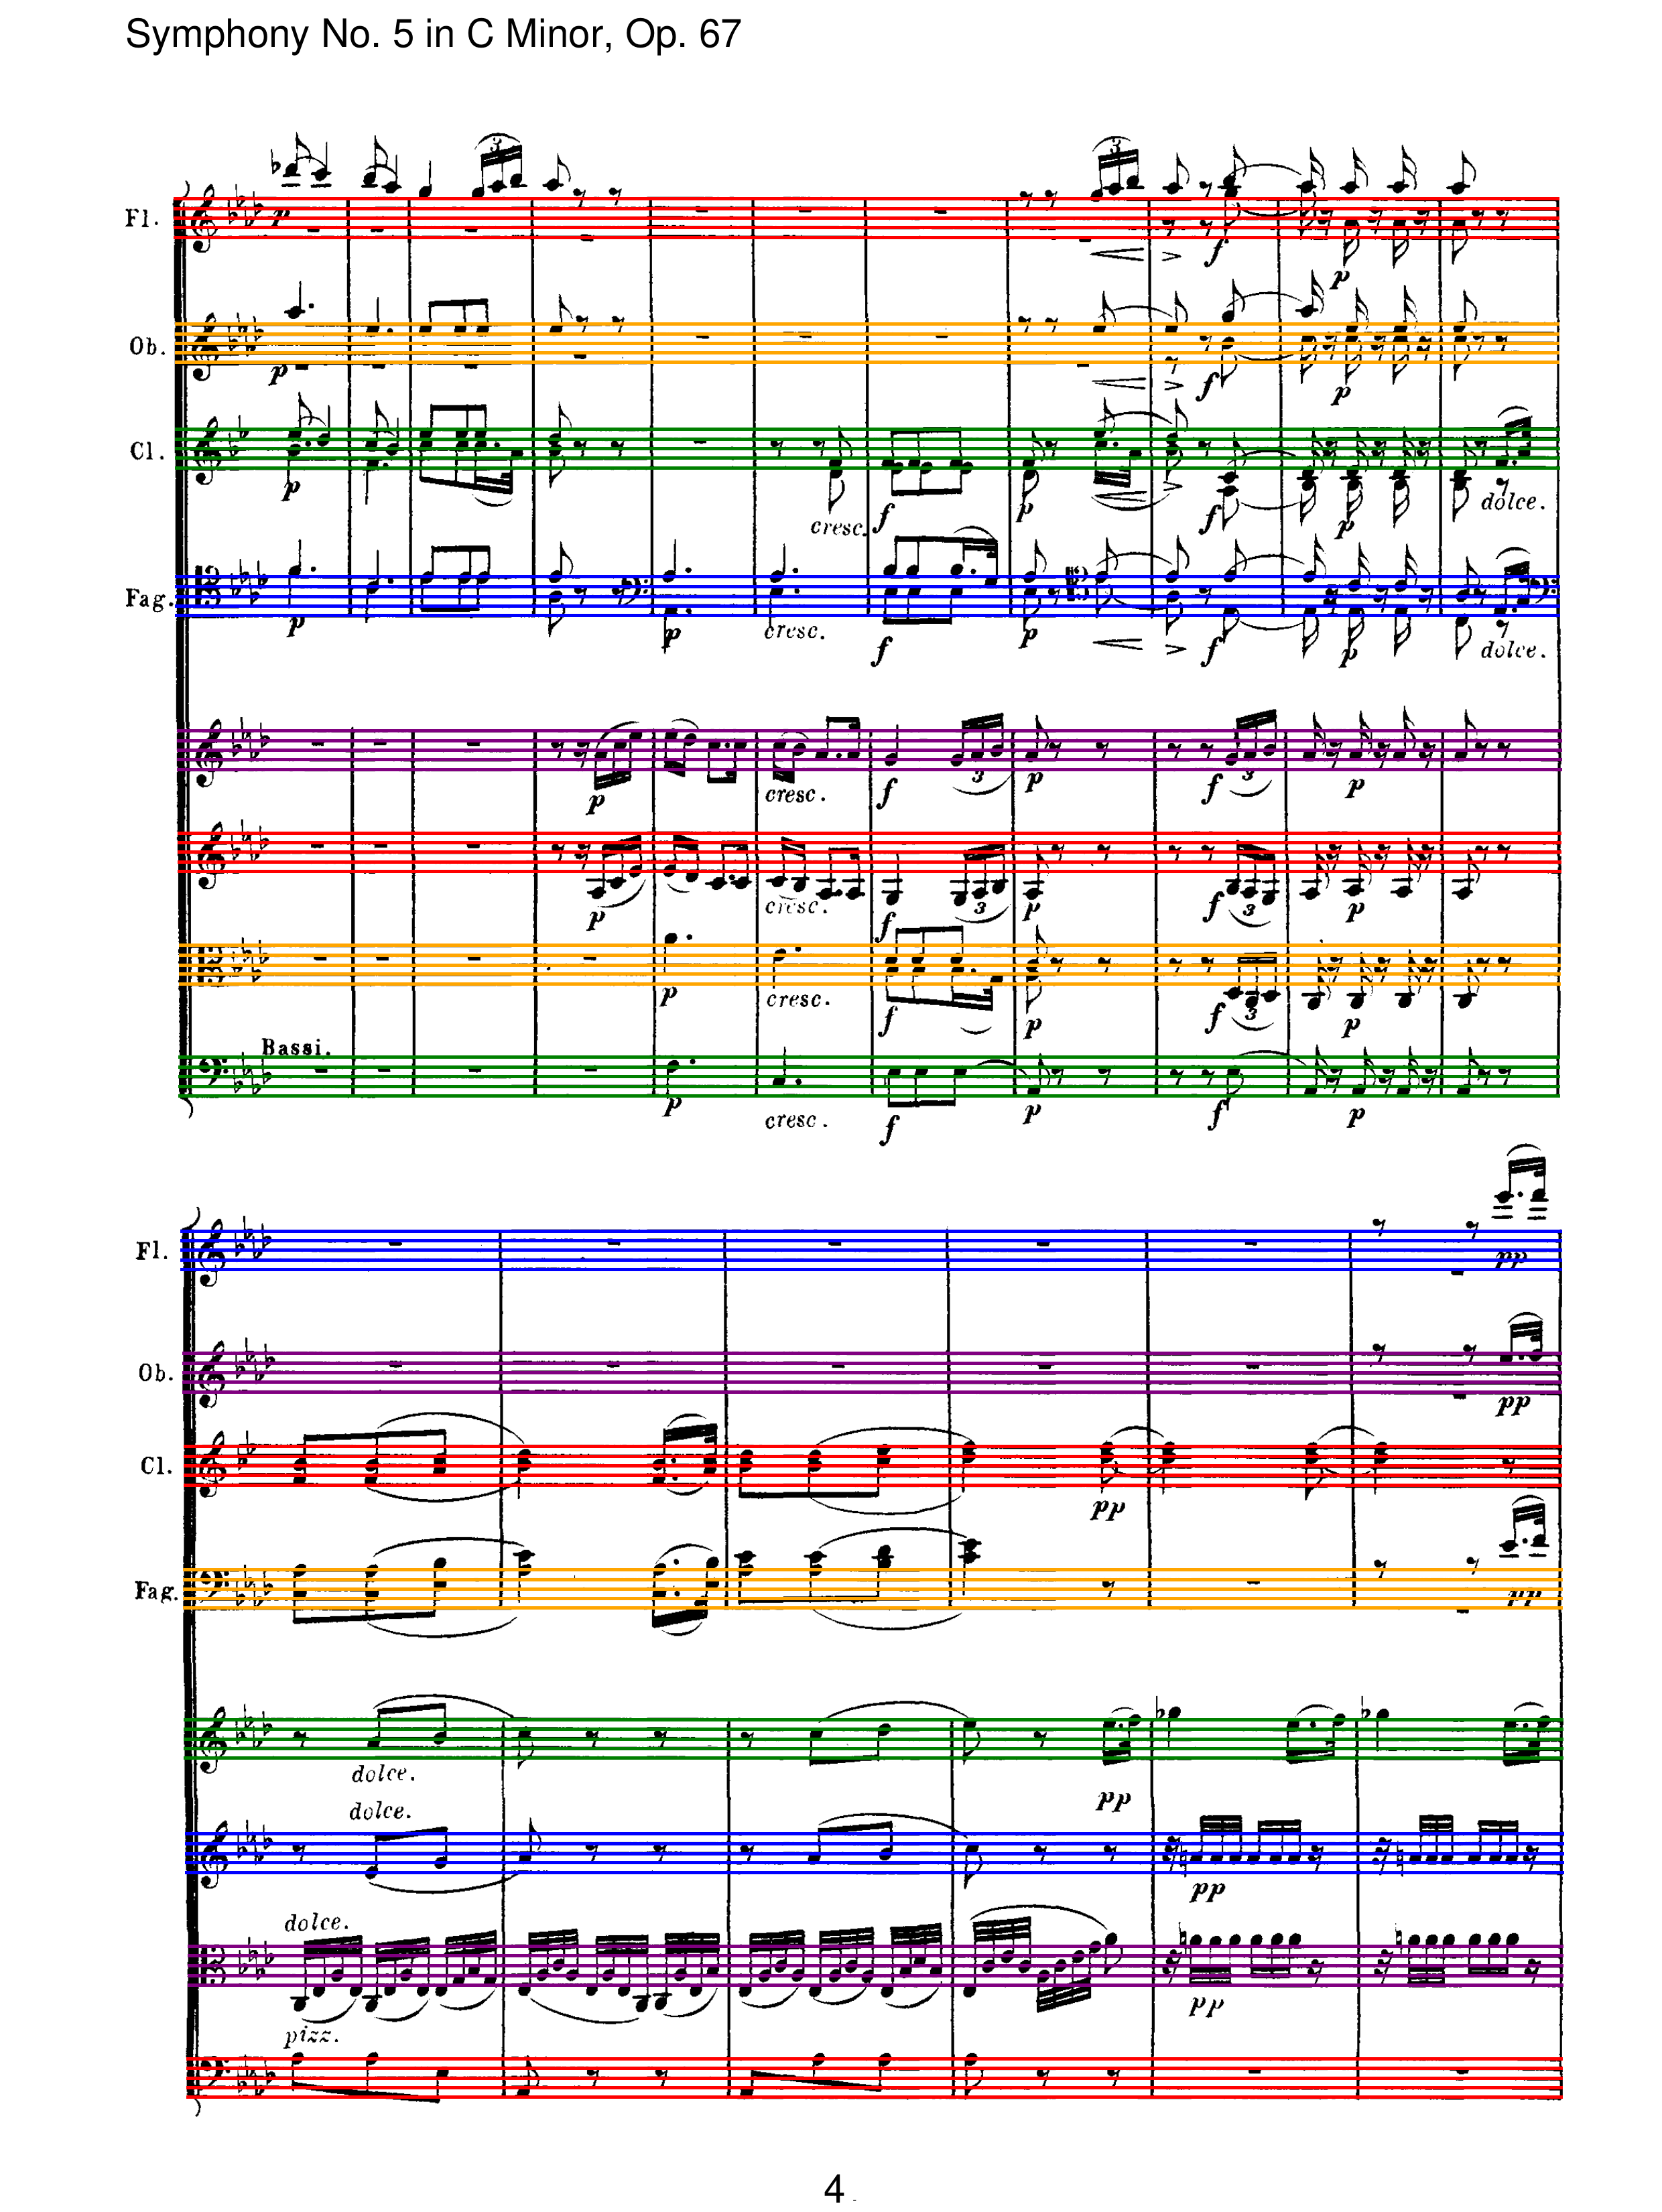 Symphony No. 5 in C Minor, Op. 67
3 3
Fl.
p f p
Ob.
p f p
Cl.
p cresc. f p f p dolce.
Fag.
p p cresc. f p f p dolce.
p cresc. f 3 p f 3 p
p cresc. f 3 p f 3 p
p cresc. f p f 3 p
Bassi.
p cresc. f p f p
Fl.
pp
Ob.
pp
Cl.
pp
Fag.
pp
dolce.
pp
dolce.
pp
dolce.
pp
pizz.
4